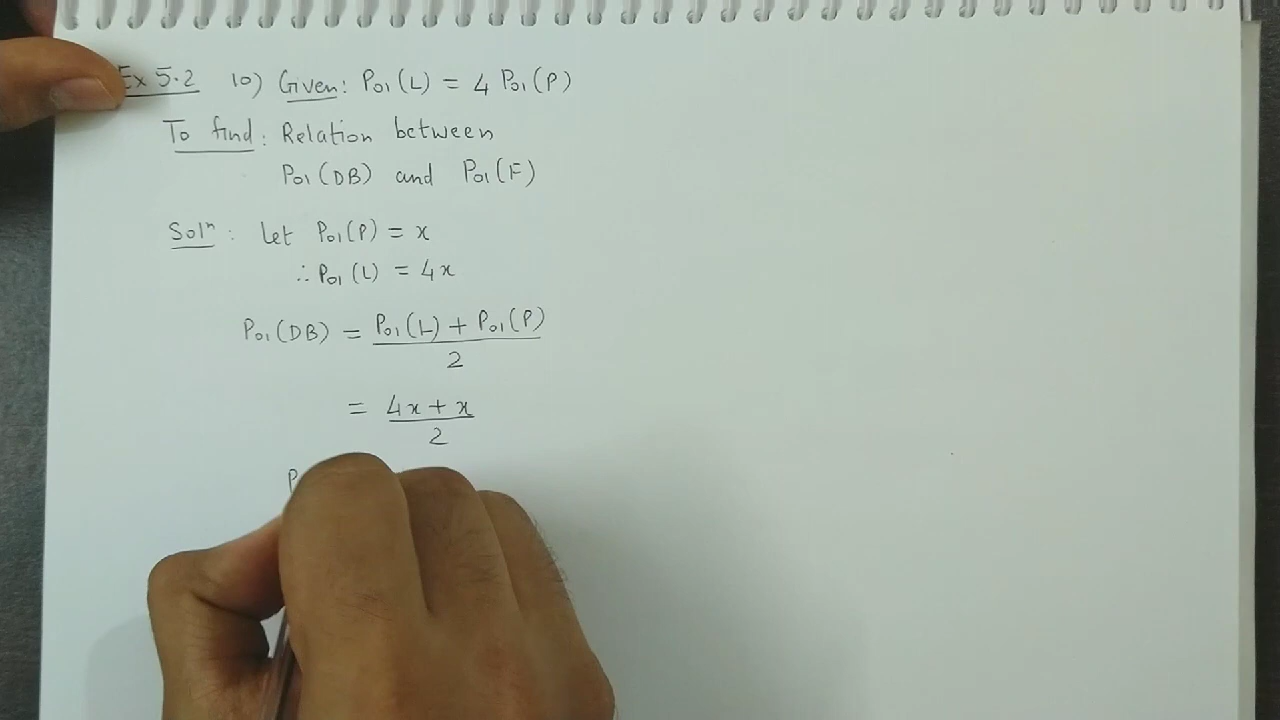 Ex 5.2 10) Given: P01(L) = 4 P01(P)
To find: Relation between
P01(DB) and P01(F)
Solⁿ: Let P01(P) = x
∴ P01(L) = 4x
P01(DB) = P01(L) + P01(P)
2
= 4x + x
2
P